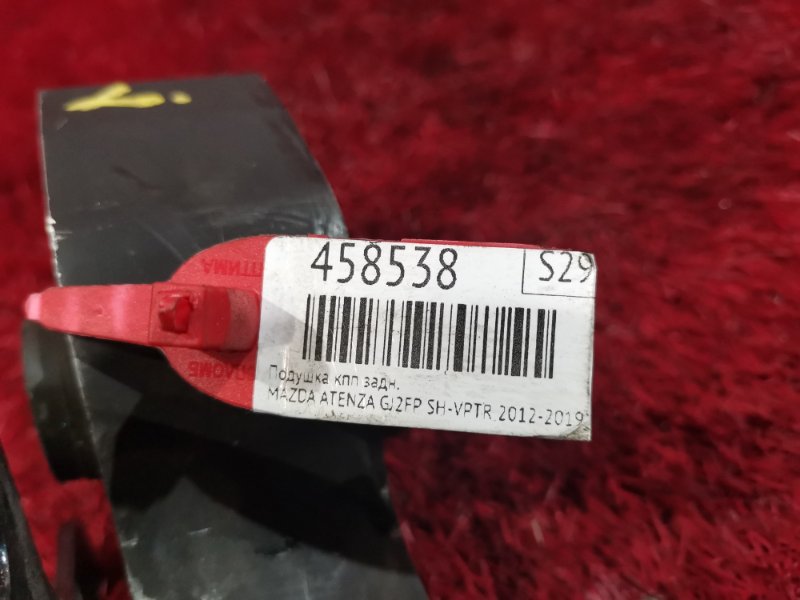 458538
S29
Подушка кпп задн.
MAZDA ATENZA GJ2FP SH-VPTR 2012-2019